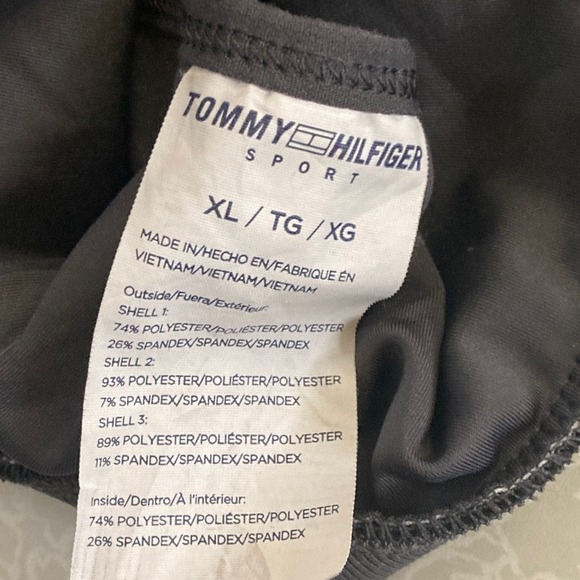 TOMMY HILFIGER
SPORT
XL / TG / XG
MADE IN/HECHO EN/FABRIQUE ÉN
VIETNAM/VIETNAM/VIETNAM
Outside/Fuera/Extérieur:
SHELL 1:
74% POLYESTER/POLIÉSTER/POLYESTER
26% SPANDEX/SPANDEX/SPANDEX
SHELL 2:
93% POLYESTER/POLIÉSTER/POLYESTER
7% SPANDEX/SPANDEX/SPANDEX
SHELL 3:
89% POLYESTER/POLIÉSTER/POLYESTER
11% SPANDEX/SPANDEX/SPANDEX
Inside/Dentro/À l'intérieur:
74% POLYESTER/POLIÉSTER/POLYESTER
26% SPANDEX/SPANDEX/SPANDEX